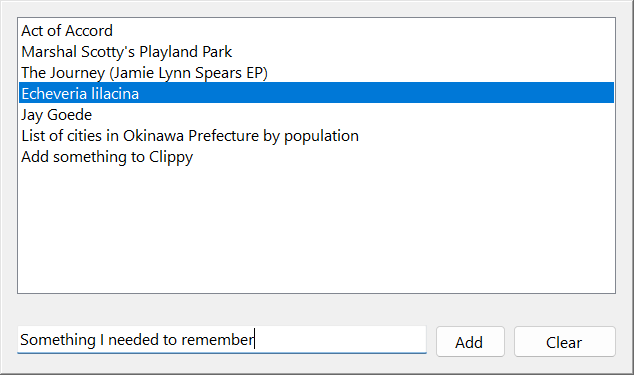 Act of Accord
Marshal Scotty's Playland Park
The Journey (Jamie Lynn Spears EP)
Echeveria lilacina
Jay Goede
List of cities in Okinawa Prefecture by population
Add something to Clippy
Something I needed to remember
Add
Clear